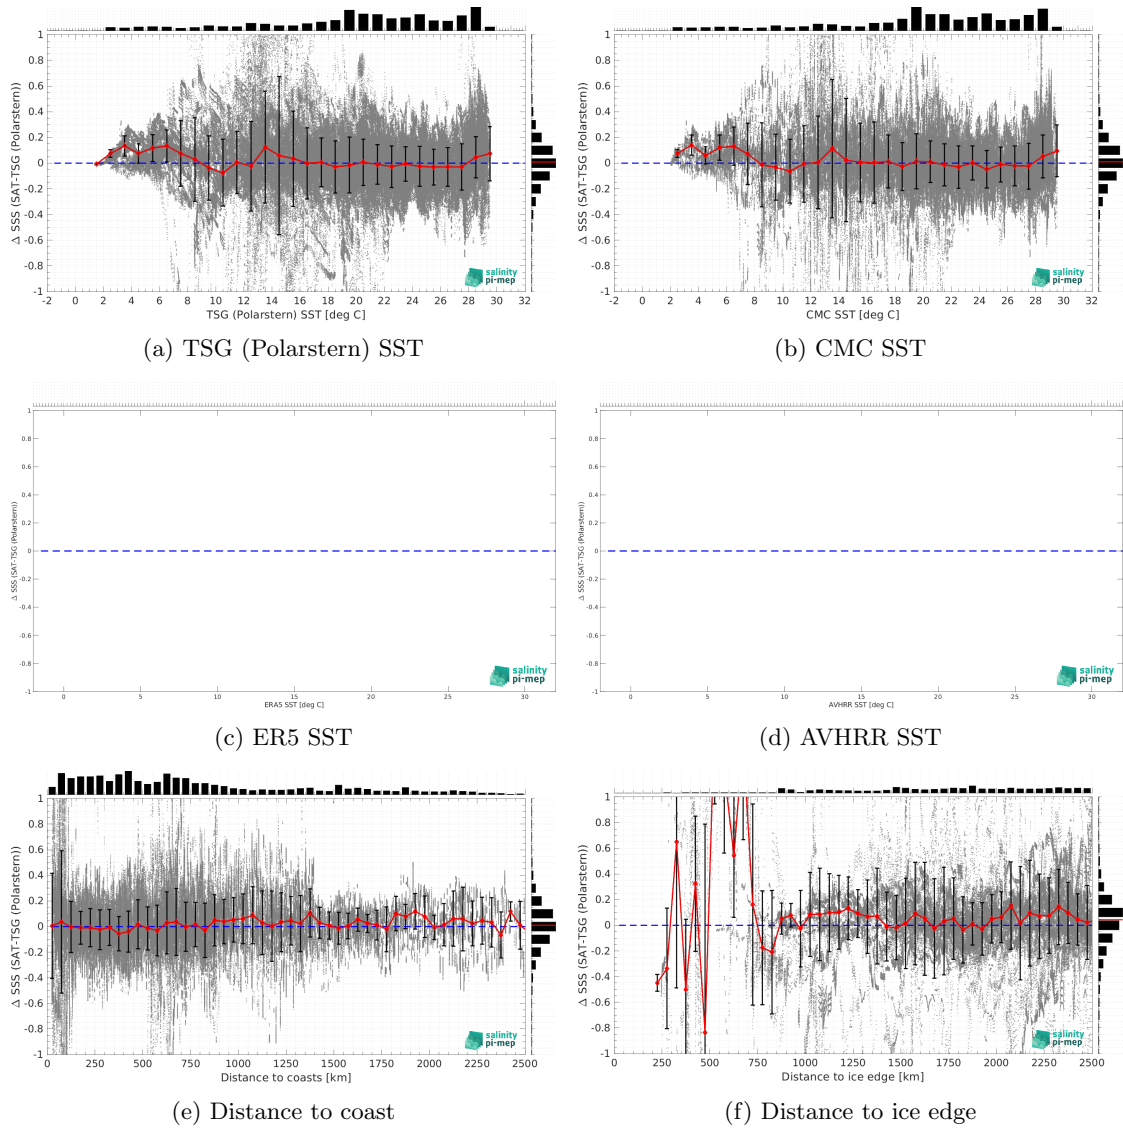 1
0.8
0.6
0.4
0.2
0
-0.2
-0.4
-0.6
-0.8
-1
Δ SSS (SAT-TSG (Polarstern))
salinity
pi-mep
-2 0 2 4 6 8 10 12 14 16 18 20 22 24 26 28 30 32
TSG (Polarstern) SST [deg C]
(a) TSG (Polarstern) SST
1
0.8
0.6
0.4
0.2
0
-0.2
-0.4
-0.6
-0.8
-1
Δ SSS (SAT-TSG (Polarstern))
salinity
pi-mep
-2 0 2 4 6 8 10 12 14 16 18 20 22 24 26 28 30 32
CMC SST [deg C]
(b) CMC SST
1
0.8
0.6
0.4
0.2
0
-0.2
-0.4
-0.6
-0.8
-1
Δ SSS (SAT-TSG (Polarstern))
salinity
pi-mep
0 5 10 15 20 25 30
ERA5 SST [deg C]
(c) ER5 SST
1
0.8
0.6
0.4
0.2
0
-0.2
-0.4
-0.6
-0.8
-1
Δ SSS (SAT-TSG (Polarstern))
salinity
pi-mep
0 5 10 15 20 25 30
AVHRR SST [deg C]
(d) AVHRR SST
1
0.8
0.6
0.4
0.2
0
-0.2
-0.4
-0.6
-0.8
-1
Δ SSS (SAT-TSG (Polarstern))
salinity
pi-mep
0 250 500 750 1000 1250 1500 1750 2000 2250 2500
Distance to coasts [km]
(e) Distance to coast
1
0.8
0.6
0.4
0.2
0
-0.2
-0.4
-0.6
-0.8
-1
Δ SSS (SAT-TSG (Polarstern))
salinity
pi-mep
0 250 500 750 1000 1250 1500 1750 2000 2250 2500
Distance to ice edge [km]
(f) Distance to ice edge